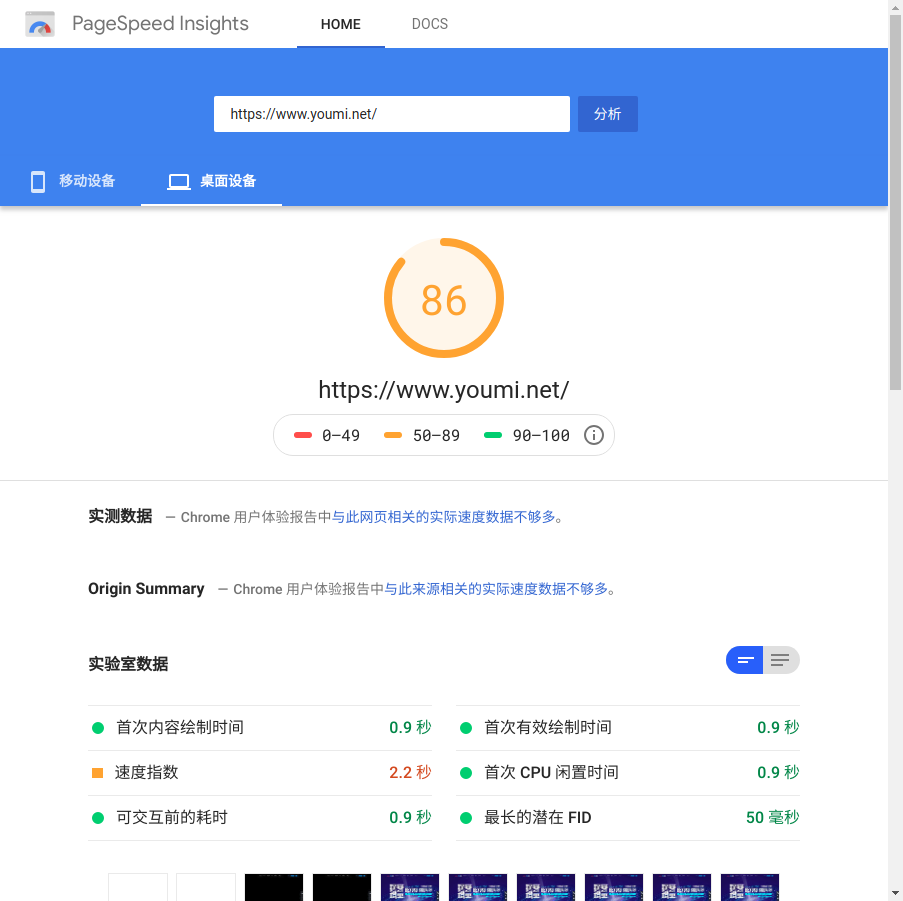 PageSpeed Insights
HOME
DOCS
https://www.youmi.net/
分析
移动设备
桌面设备
86
https://www.youmi.net/
0–49
50–89
90–100
实测数据 — Chrome 用户体验报告中与此网页相关的实际速度数据不够多。
Origin Summary — Chrome 用户体验报告中与此来源相关的实际速度数据不够多。
实验室数据
首次内容绘制时间 0.9 秒
首次有效绘制时间 0.9 秒
速度指数 2.2 秒
首次 CPU 闲置时间 0.9 秒
可交互前的耗时 0.9 秒
最长的潜在 FID 50 毫秒